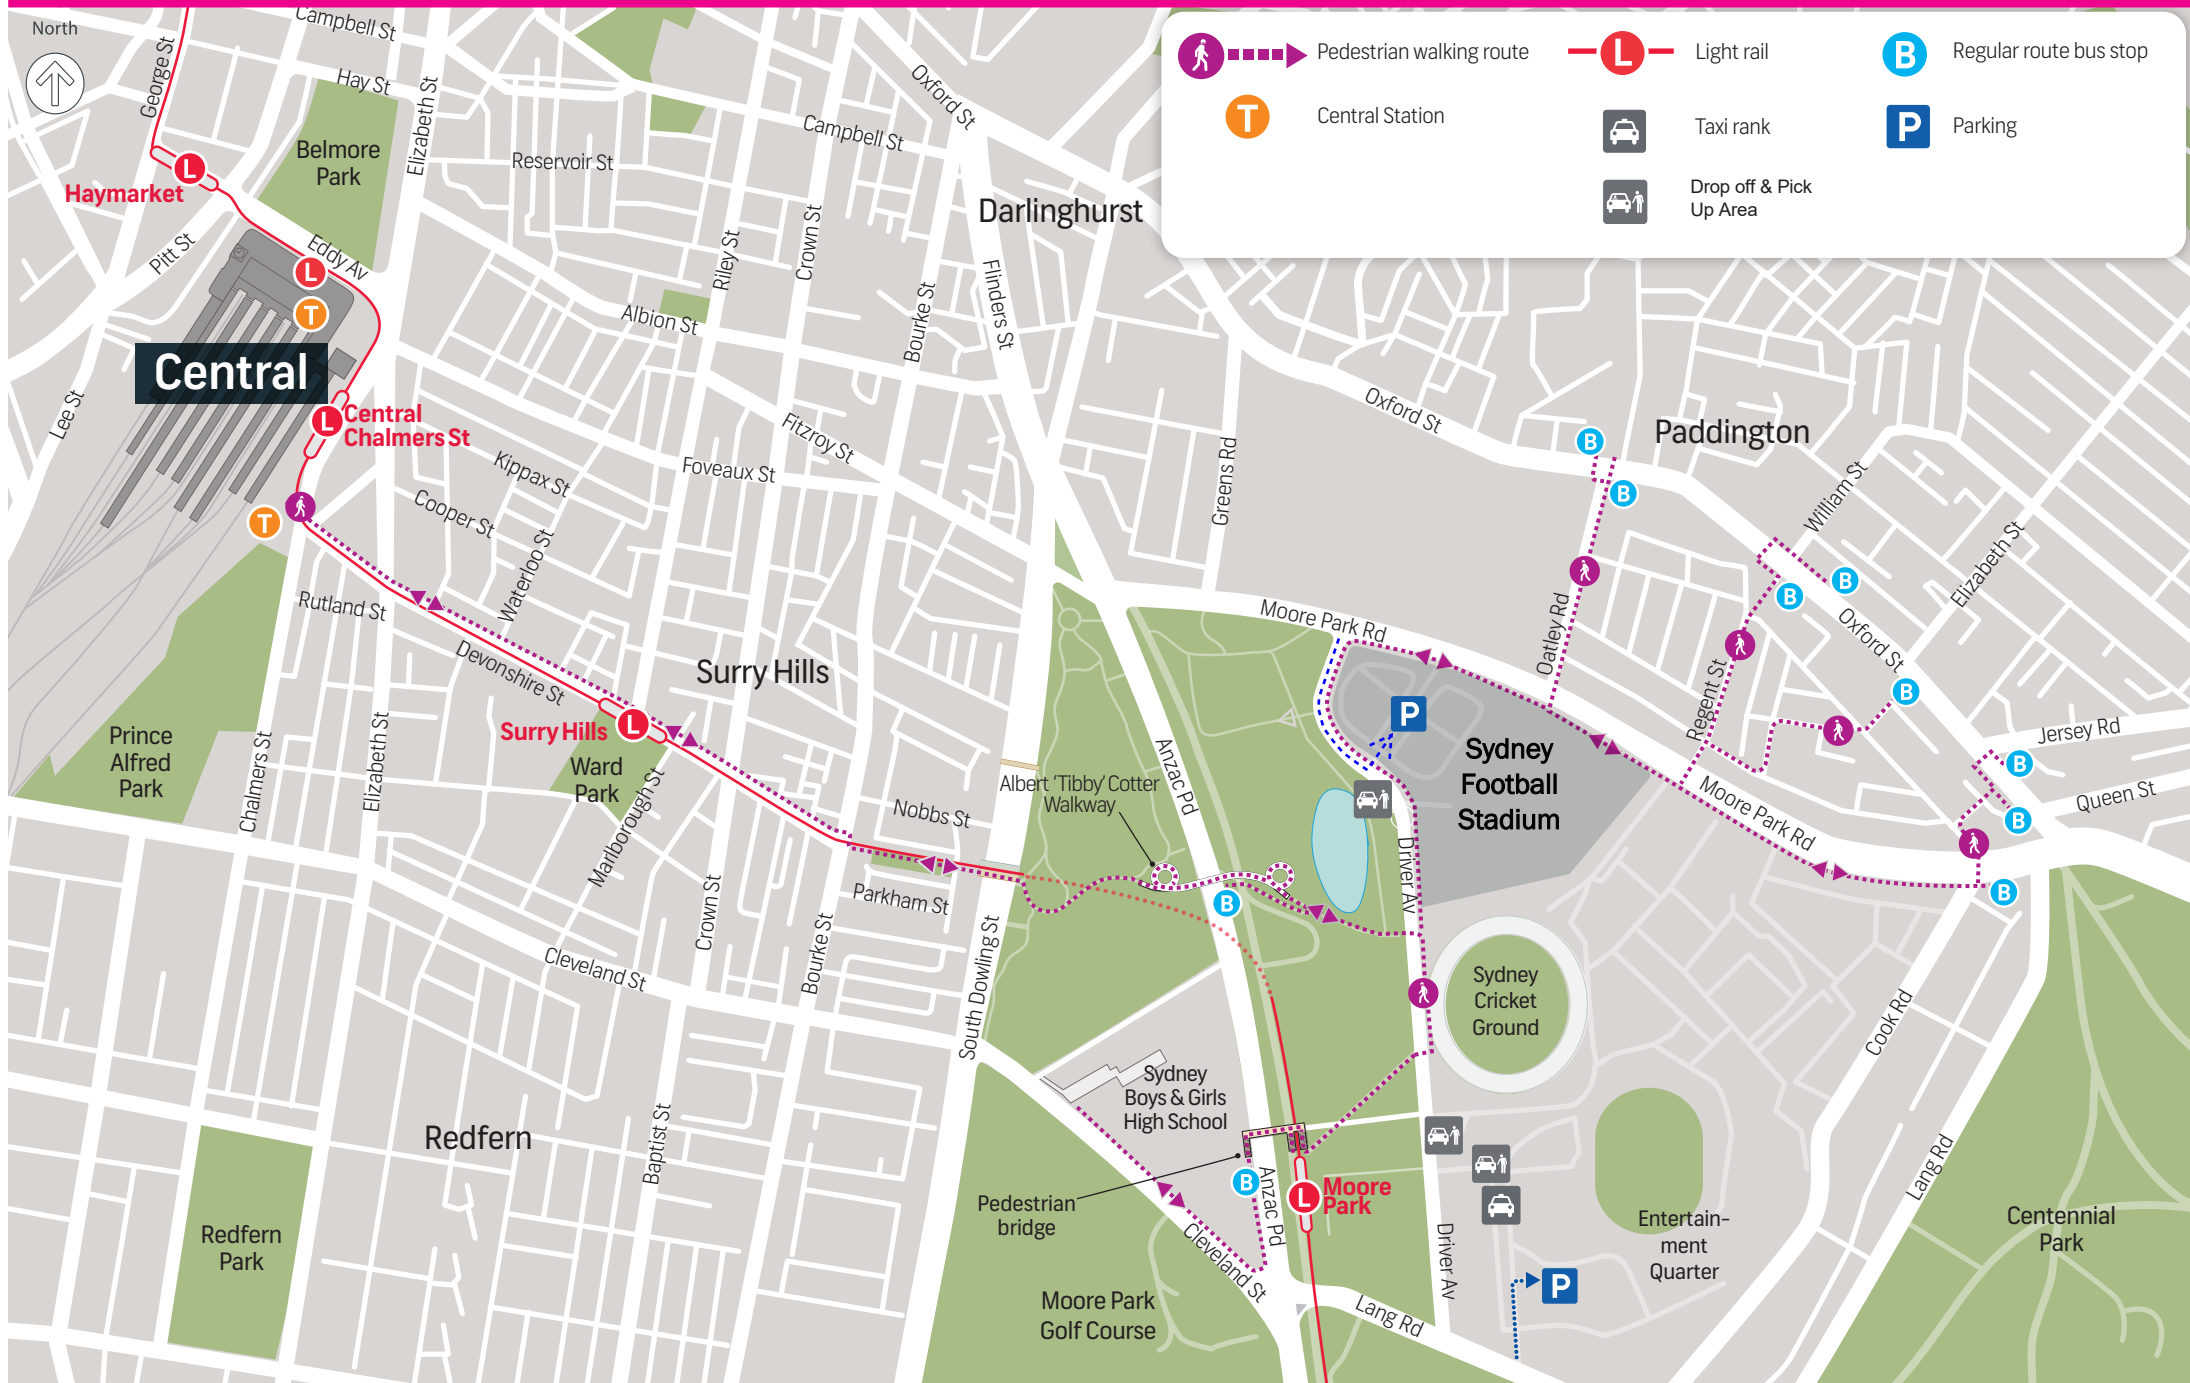 North
Pedestrian walking route
Light rail
Regular route bus stop
Central Station
Taxi rank
Parking
Drop off & Pick
Up Area
L
B
T
P
Campbell St
George St
Hay St
Elizabeth St
Oxford St
Campbell St
Belmore
Park
Reservoir St
L
Haymarket
Darlinghurst
Pitt St
Eddy Av
L
T
Riley St
Crown St
Flinders St
Bourke St
Albion St
Central
Lee St
L
Central
Chalmers St
Oxford St
Paddington
B
B
Fitzroy St
Foveaux St
Kippax St
Cooper St
Greens Rd
William St
T
Waterloo St
Elizabeth St
B
B
Rutland St
Moore Park Rd
Oatley Rd
Oxford St
Devonshire St
Surry Hills
Regent St
B
Surry Hills
L
P
Sydney
Football
Stadium
Jersey Rd
B
Prince
Alfred
Park
Chalmers St
Elizabeth St
Ward
Park
Marlborough St
Anzac Pd
Albert ‘Tibby’ Cotter
Walkway
Nobbs St
Moore Park Rd
Queen St
B
Driver Av
Parkham St
B
B
Crown St
Bourke St
Cleveland St
South Dowling St
Sydney
Cricket
Ground
Cook Rd
Sydney
Boys & Girls
High School
Redfern
Baptist St
Lang Rd
B
Anzac Pd
L
Moore
Park
Pedestrian
bridge
Redfern
Park
Cleveland St
Driver Av
Entertain-
ment
Quarter
Centennial
Park
P
Moore Park
Golf Course
Lang Rd